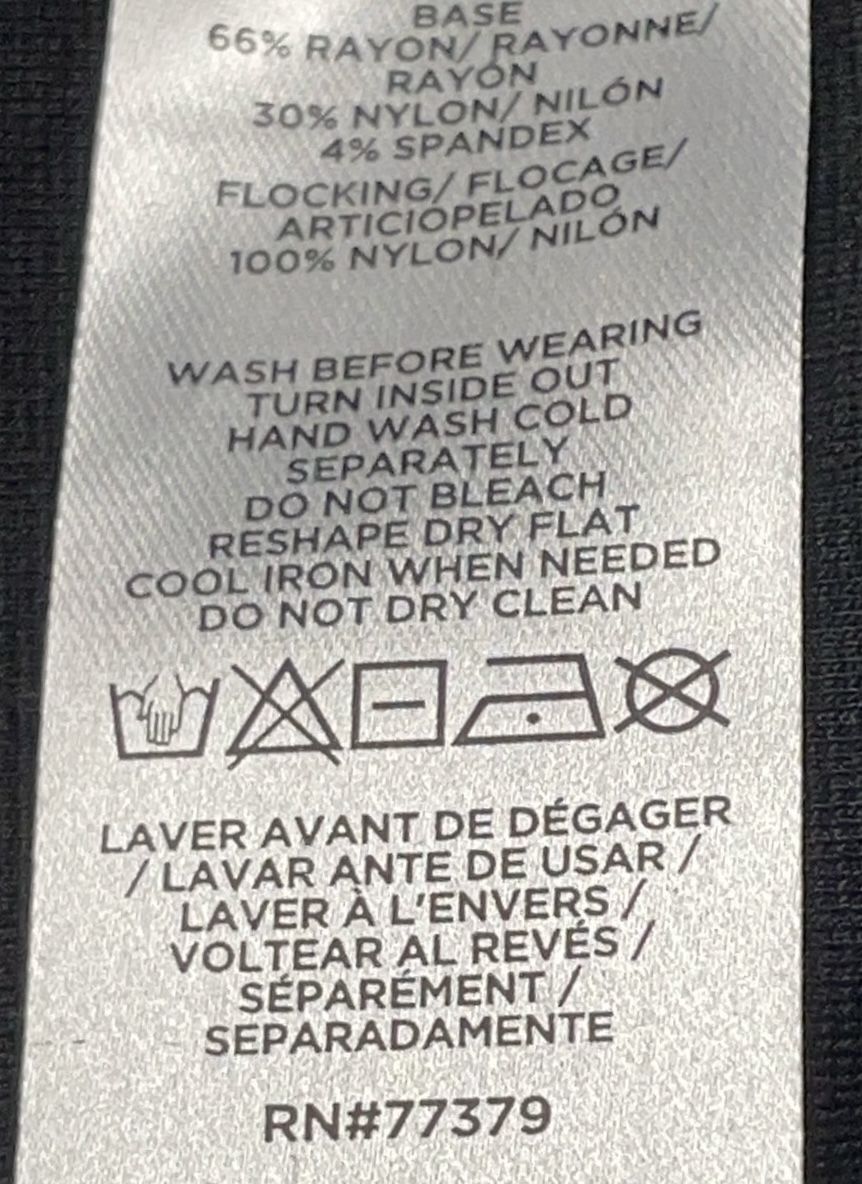 BASE
66% RAYON/ RAYONNE/
RAYÓN
30% NYLON/ NILÓN
4% SPANDEX
FLOCKING/ FLOCAGE/
ARTICIOPELADO
100% NYLON/ NILÓN
WASH BEFORE WEARING
TURN INSIDE OUT
HAND WASH COLD
SEPARATELY
DO NOT BLEACH
RESHAPE DRY FLAT
COOL IRON WHEN NEEDED
DO NOT DRY CLEAN
LAVER AVANT DE DÉGAGER
/ LAVAR ANTE DE USAR /
LAVER À L'ENVERS /
VOLTEAR AL REVÉS /
SÉPARÉMENT /
SEPARADAMENTE
RN#77379